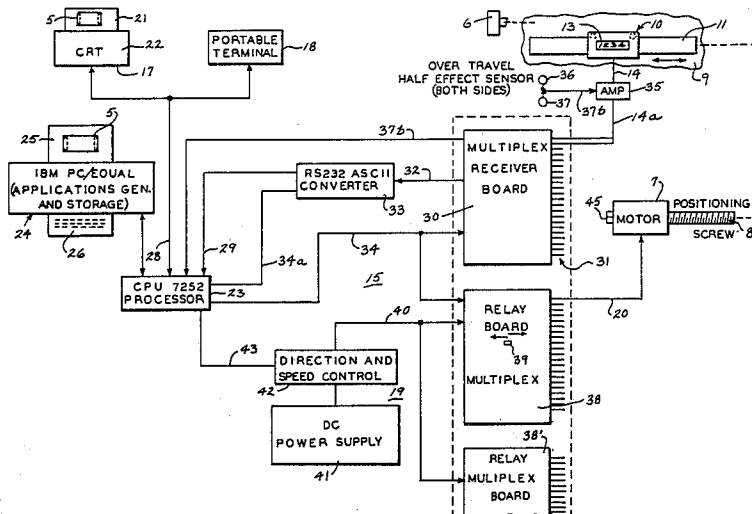 5
21
CRT
22
17
PORTABLE
TERMINAL
18
6
13
10
11
1234
9
14
OVER TRAVEL
HALF EFFECT SENSOR
(BOTH SIDES)
36
37
37b
AMP
35
14a
25
5
IBM PC/EQUAL
(APPLICATIONS GEN.
AND STORAGE)
24
26
28
29
34a
37b
RS232 ASCII
CONVERTER
33
32
34
MULTIPLEX
RECEIVER
BOARD
30
31
7
45
MOTOR
POSITIONING
SCREW
8
20
CPU 7252
PROCESSOR
23
15
40
43
DIRECTION AND
SPEED CONTROL
42
19
DC
POWER SUPPLY
41
RELAY
BOARD
39
MULTIPLEX
38
38'
RELAY
MULIPLEX
BOARD